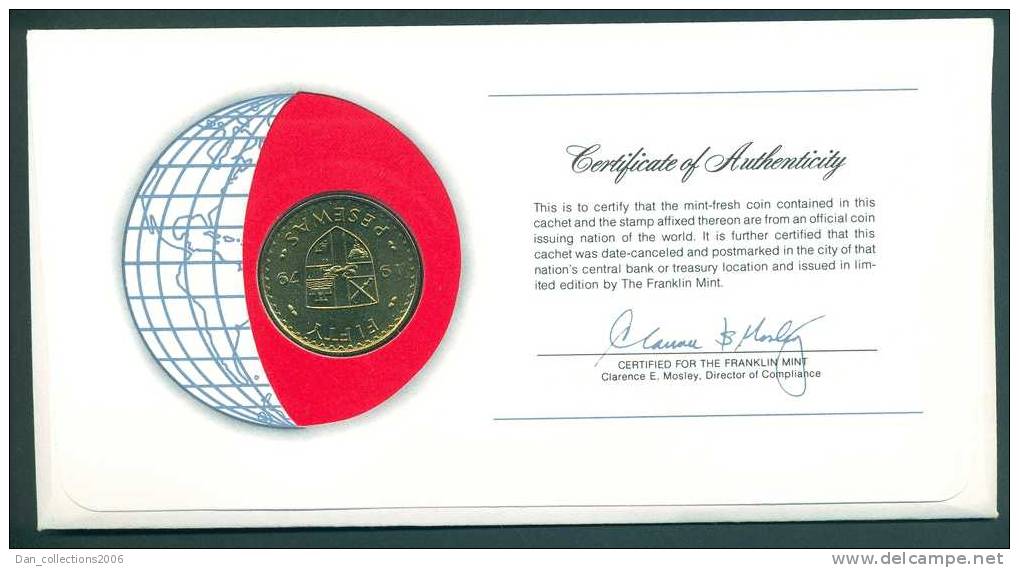 Certificate of Authenticity
This is to certify that the mint-fresh coin contained in this
cachet and the stamp affixed thereon are from an official coin
issuing nation of the world. It is further certified that this
cachet was date-canceled and postmarked in the city of that
nation's central bank or treasury location and issued in lim-
ited edition by The Franklin Mint.
Clarence E Mosley
CERTIFIED FOR THE FRANKLIN MINT
Clarence E. Mosley, Director of Compliance
FIFTY
1979
PESEWAS
Dan_collections2006
www.delcampe.net